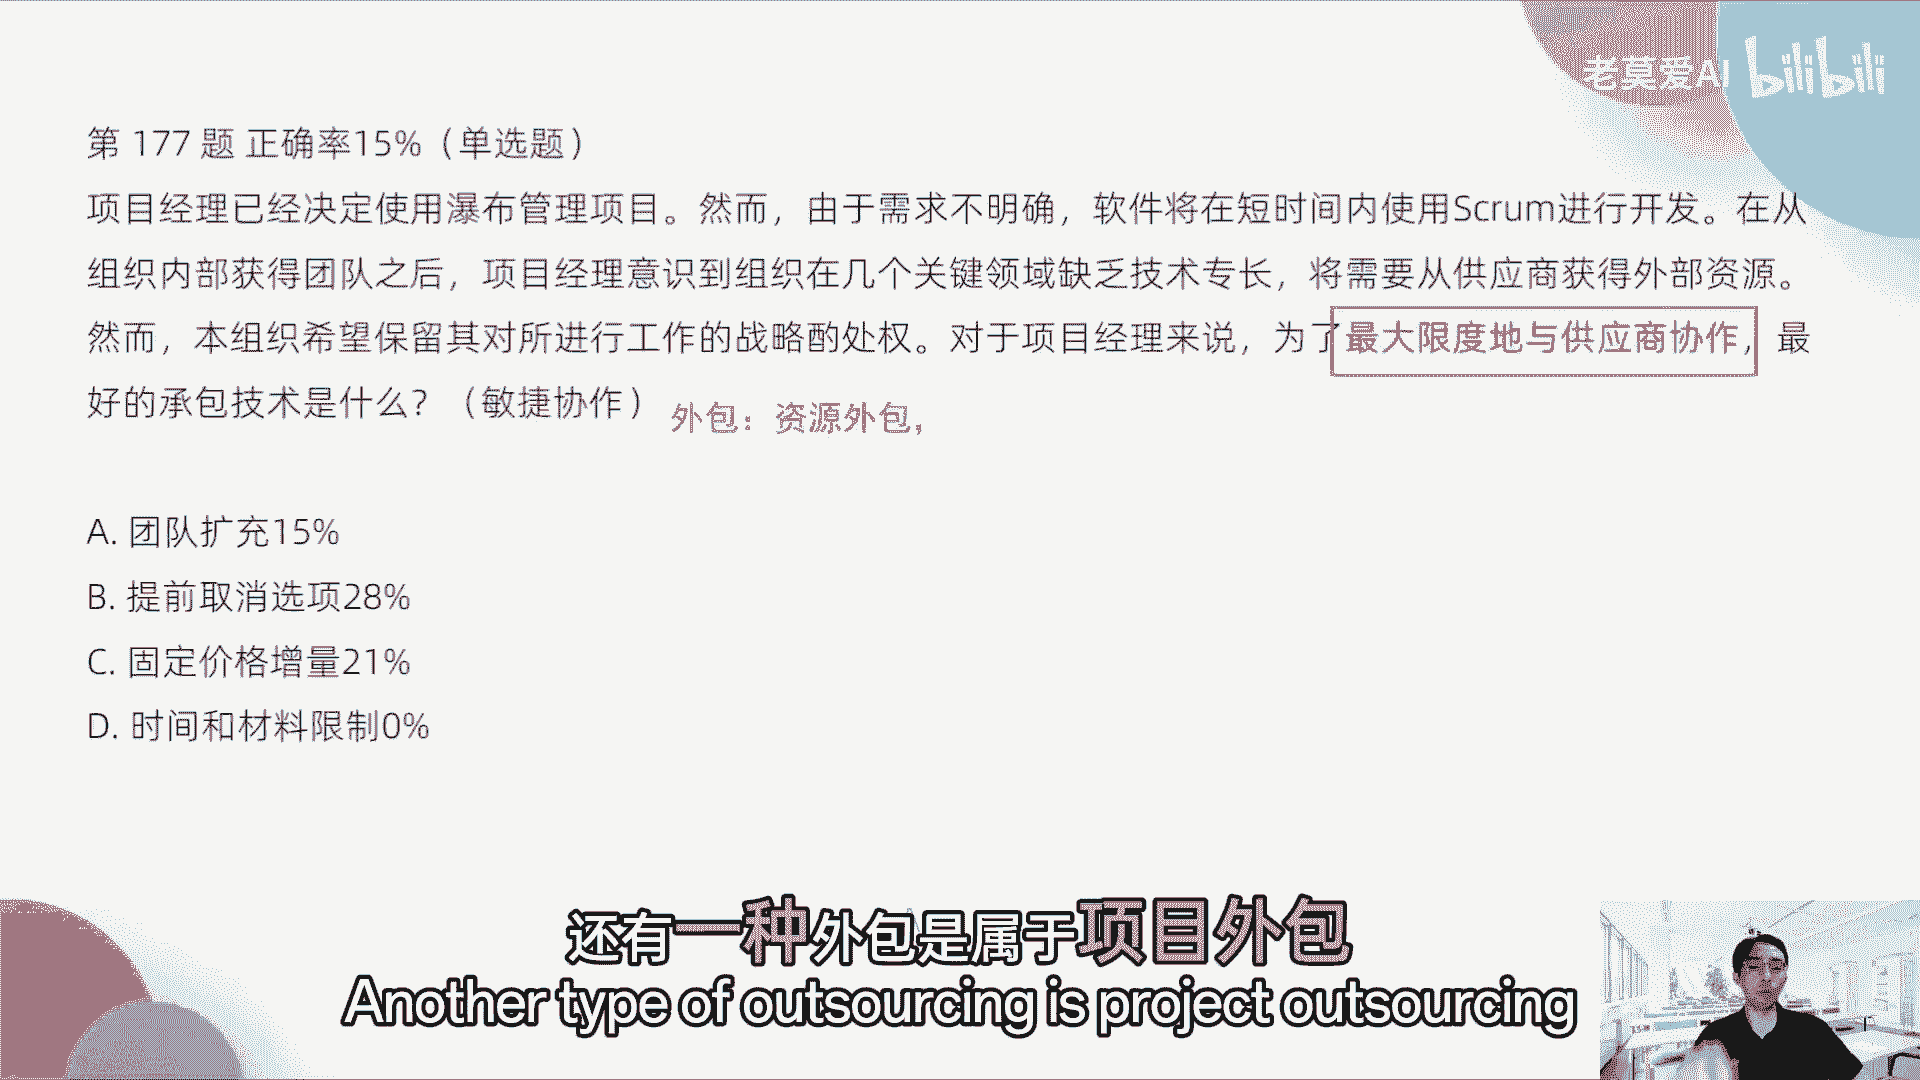 老莫爱AI bilibili
第 177 题 正确率15%（单选题）
项目经理已经决定使用瀑布管理项目。然而，由于需求不明确，软件将在短时间内使用Scrum进行开发。在从
组织内部获得团队之后，项目经理意识到组织在几个关键领域缺乏技术专长，将需要从供应商获得外部资源。
然而，本组织希望保留其对所进行工作的战略酌处权。对于项目经理来说，为了最大限度地与供应商协作，最
好的承包技术是什么？（敏捷协作）
外包：资源外包，
A. 团队扩充15%
B. 提前取消选项28%
C. 固定价格增量21%
D. 时间和材料限制0%
还有一种外包是属于项目外包
Another type of outsourcing is project outsourcing